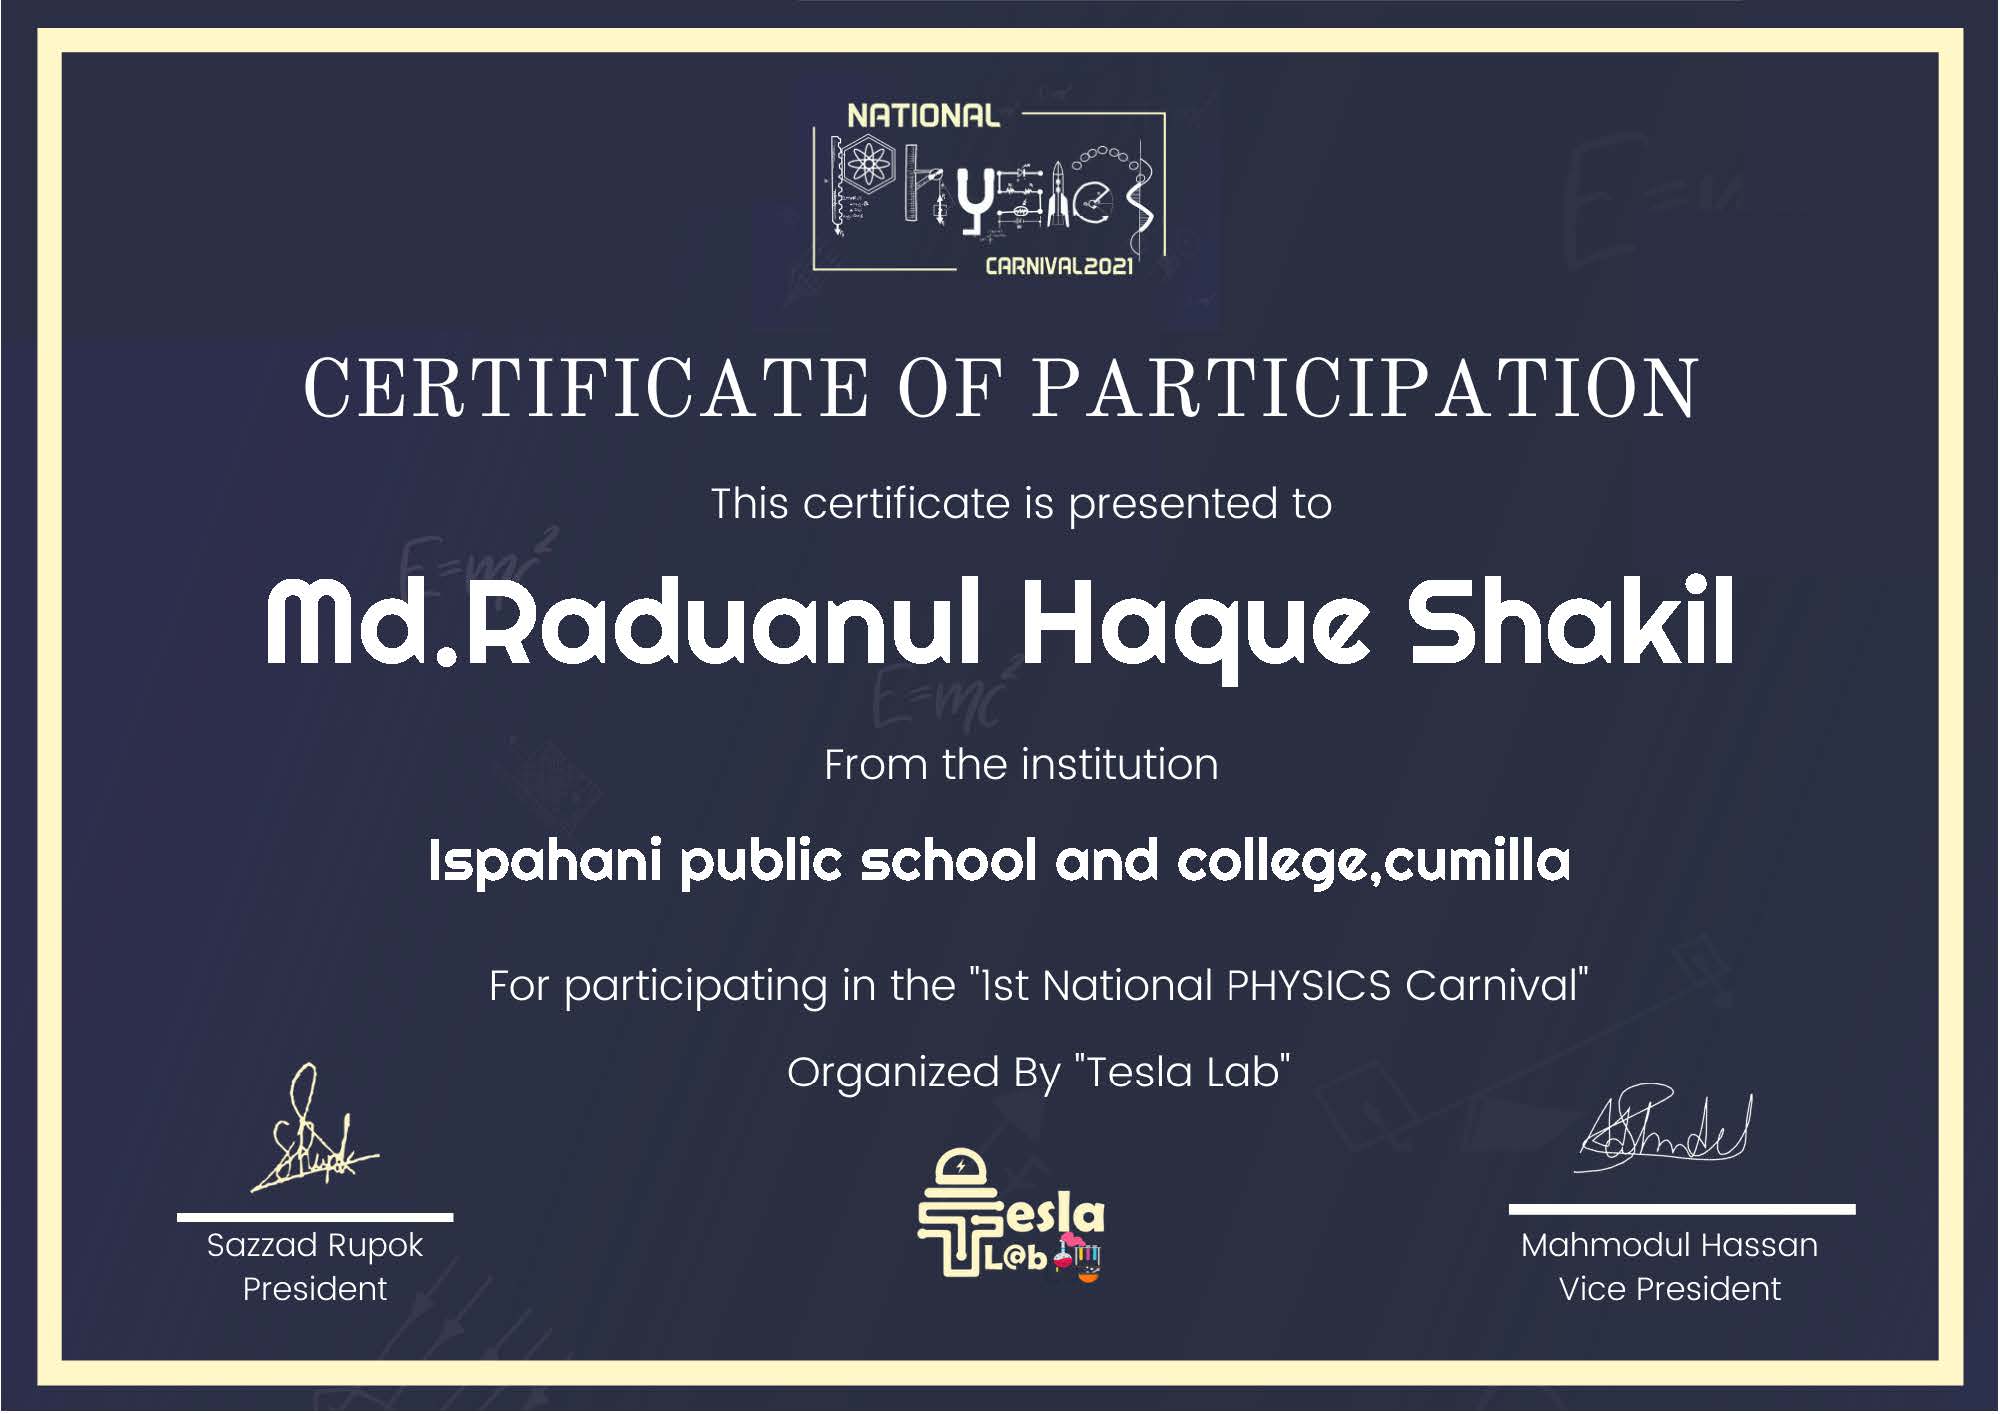 NATIONAL
Physics
CARNIVAL2021
CERTIFICATE OF PARTICIPATION
This certificate is presented to
E=mc²
Md.Raduanul Haque Shakil
E=mc²
From the institution
Ispahani public school and college,cumilla
For participating in the "1st National PHYSICS Carnival"
Organized By "Tesla Lab"
Tesla
L@b
Sazzad Rupok
President
Mahmodul Hassan
Vice President